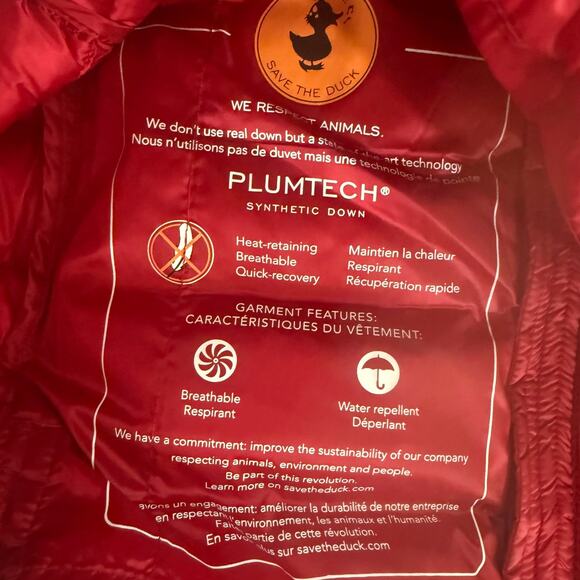 SAVE THE DUCK
WE RESPECT ANIMALS.
We don't use real down but a state of the art technology
Nous n'utilisons pas de duvet mais une technologie de pointe
PLUMTECH®
SYNTHETIC DOWN
Heat-retaining
Breathable
Quick-recovery
Maintien la chaleur
Respirant
Récupération rapide
GARMENT FEATURES:
CARACTÉRISTIQUES DU VÊTEMENT:
Breathable
Respirant
Water repellent
Déperlant
We have a commitment: improve the sustainability of our company
respecting animals, environment and people.
Be part of this revolution.
Learn more on savetheduck.com
avons un engagement: améliorer la durabilité de notre entreprise
en respectant l'environnement, les animaux et l'humanité.
Fai partie de cette révolution.
En sav plus sur savetheduck.com